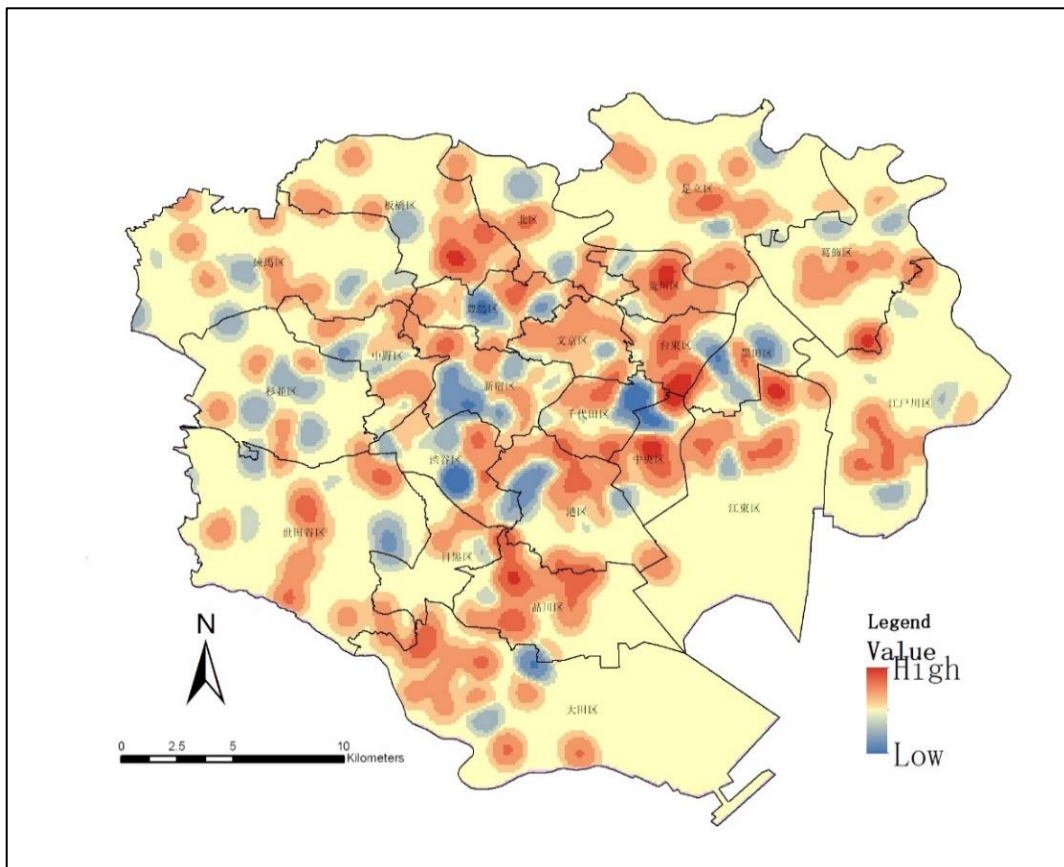 足立区
板橋区
北区
葛飾区
練馬区
荒川区
豊島区
文京区
台東区
墨田区
中野区
新宿区
杉並区
千代田区
江戸川区
渋谷区
中央区
江東区
港区
世田谷区
目黒区
品川区
大田区
N
0 2.5 5 10
Kilometers
Legend
Value
High
Low